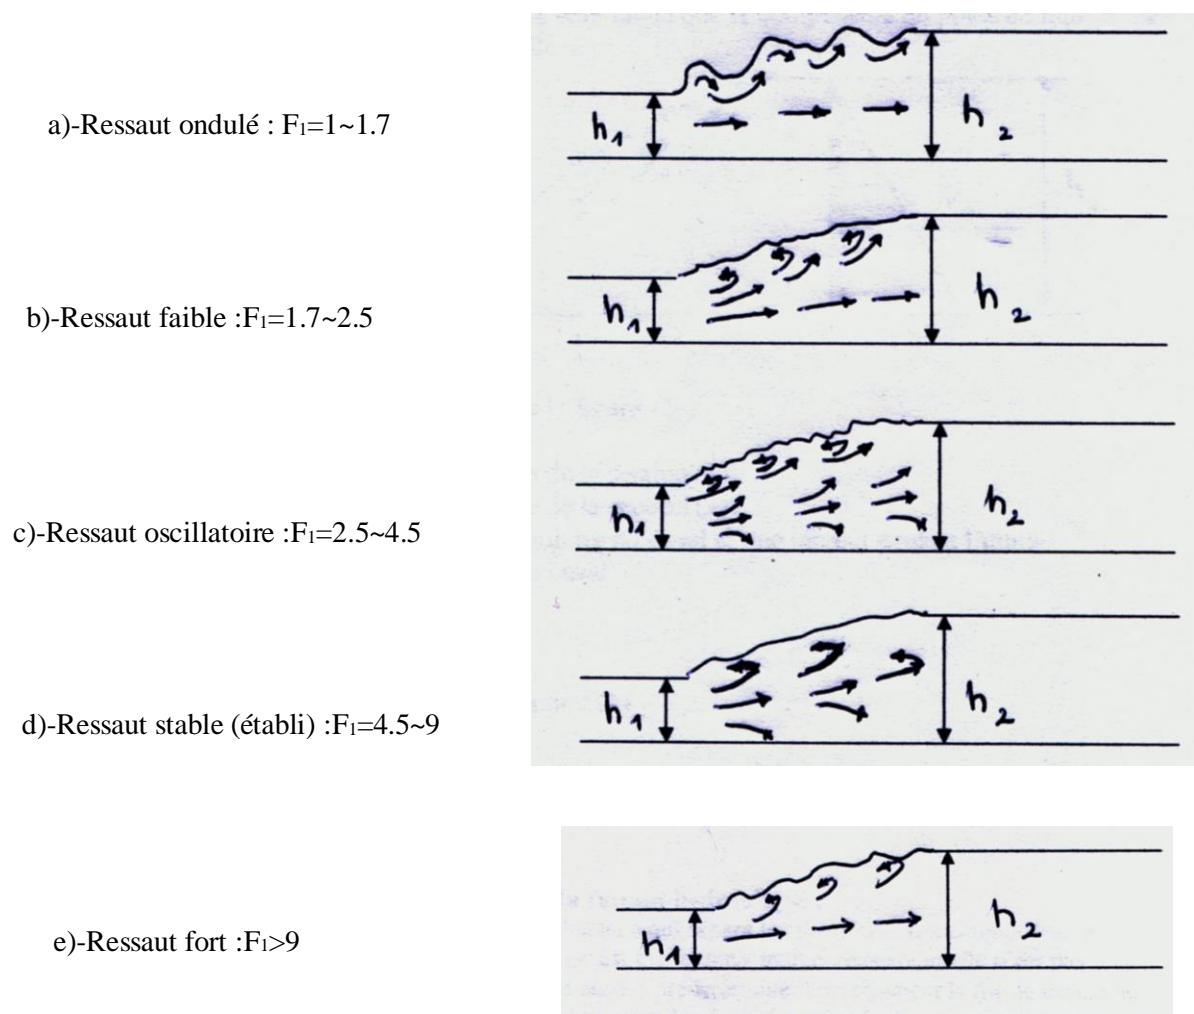 a)-Ressaut ondulé : F₁=1~1.7
h₁ h₂
b)-Ressaut faible :F₁=1.7~2.5
h₁ h₂
c)-Ressaut oscillatoire :F₁=2.5~4.5
h₁ h₂
d)-Ressaut stable (établi) :F₁=4.5~9
h₁ h₂
e)-Ressaut fort :F₁>9
h₁ h₂